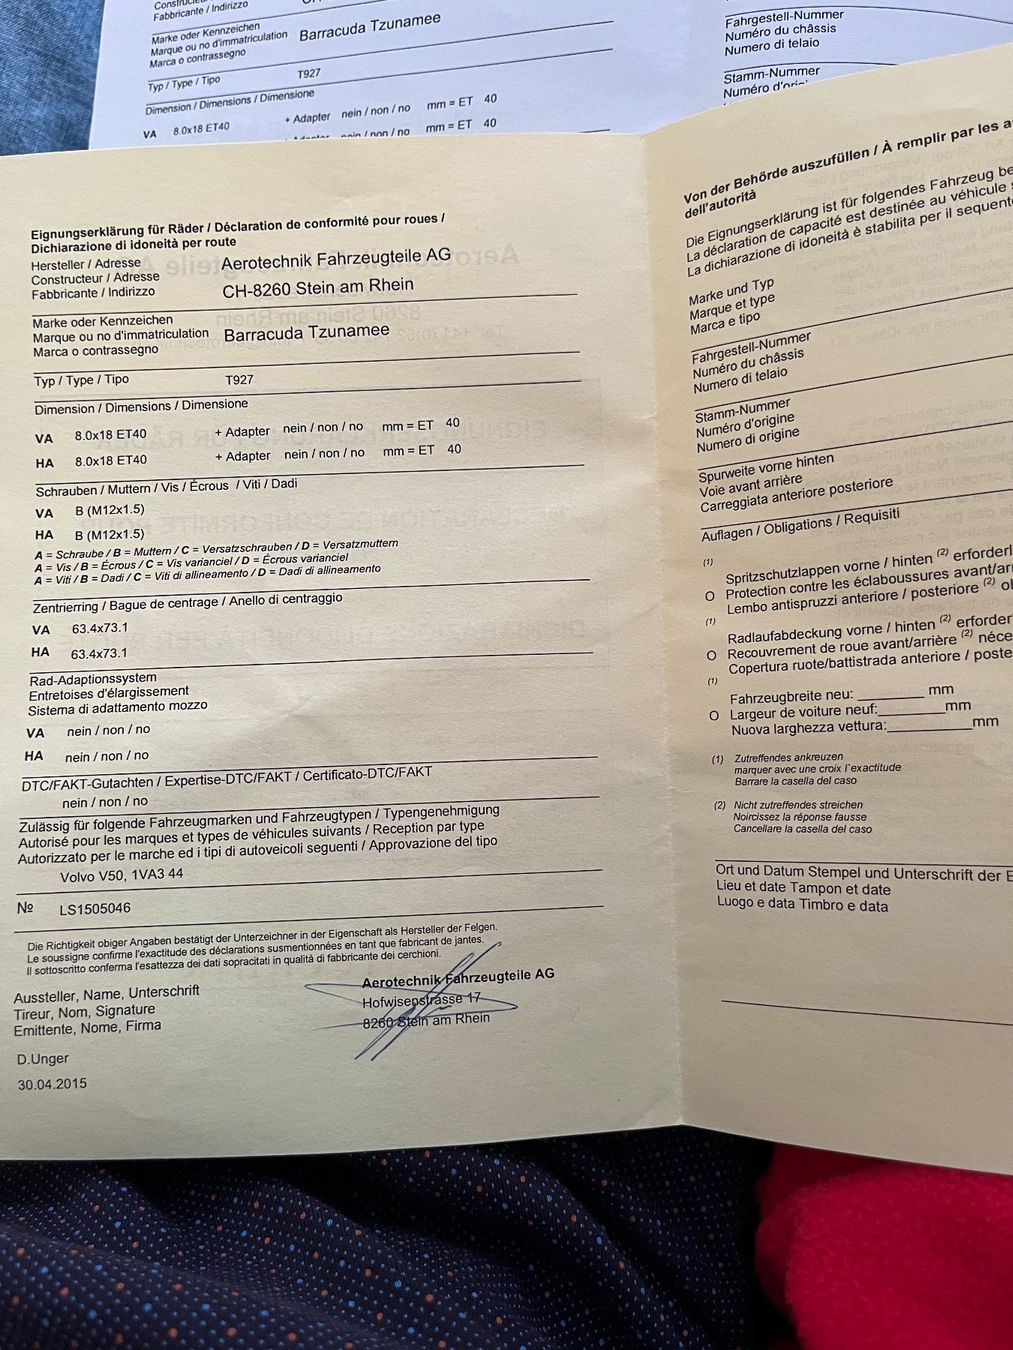 Fabbricante / Indirizzo
Marke oder Kennzeichen
Marque ou no d'immatriculation Barracuda Tzunamee
Marca o contrassegno
Typ / Type / Tipo T927
Dimension / Dimensions / Dimensione
VA 8.0x18 ET40 + Adapter nein / non / no mm = ET 40
nein / non / no mm = ET 40
Fahrgestell-Nummer
Numéro du châssis
Numero di telaio
Stamm-Nummer
Eignungserklärung für Räder / Déclaration de conformité pour roues /
Dichiarazione di idoneità per route
Hersteller / Adresse Aerotechnik Fahrzeugteile AG
Constructeur / Adresse
Fabbricante / Indirizzo CH-8260 Stein am Rhein
Marke oder Kennzeichen
Marque ou no d'immatriculation Barracuda Tzunamee
Marca o contrassegno
Typ / Type / Tipo T927
Dimension / Dimensions / Dimensione
VA 8.0x18 ET40 + Adapter nein / non / no mm = ET 40
HA 8.0x18 ET40 + Adapter nein / non / no mm = ET 40
Schrauben / Muttern / Vis / Écrous / Viti / Dadi
VA B (M12x1.5)
HA B (M12x1.5)
A = Schraube / B = Muttern / C = Versatzschrauben / D = Versatzmuttern
A = Vis / B = Écrous / C = Vis varianciel / D = Écrous varianciel
A = Viti / B = Dadi / C = Viti di allineamento / D = Dadi di allineamento
Zentrierring / Bague de centrage / Anello di centraggio
VA 63.4x73.1
HA 63.4x73.1
Rad-Adaptionssystem
Entretoises d'élargissement
Sistema di adattamento mozzo
VA nein / non / no
HA nein / non / no
DTC/FAKT-Gutachten / Expertise-DTC/FAKT / Certificato-DTC/FAKT
nein / non / no
Zulässig für folgende Fahrzeugmarken und Fahrzeugtypen / Typengenehmigung
Autorisé pour les marques et types de véhicules suivants / Reception par type
Autorizzato per le marche ed i tipi di autoveicoli seguenti / Approvazione del tipo
Volvo V50, 1VA3 44
№ LS1505046
Die Richtigkeit obiger Angaben bestätigt der Unterzeichner in der Eigenschaft als Hersteller der Felgen.
Le soussigne confirme l'exactitude des déclarations susmentionnées en tant que fabricant de jantes.
Il sottoscritto conferma l'esattezza dei dati sopracitati in qualità di fabbricante dei cerchioni.
Aussteller, Name, Unterschrift
Tireur, Nom, Signature
Emittente, Nome, Firma
Aerotechnik Fahrzeugteile AG
Hofwisenstrasse 17
8260 Stein am Rhein
D.Unger
30.04.2015
Von der Behörde auszufüllen / À remplir par les
dell'autorità
Die Eignungserklärung ist für folgendes Fahrzeug
La déclaration de capacité est destinée au véhicule
La dichiarazione di idoneità è stabilita per il
Marke und Typ
Marque et type
Marca e tipo
Fahrgestell-Nummer
Numéro du châssis
Numero di telaio
Stamm-Nummer
Numéro d'origine
Numero di origine
Spurweite vorne hinten
Voie avant arrière
Carreggiata anteriore posteriore
Auflagen / Obligations / Requisiti
(1)
Spritzschutzlappen vorne / hinten (2)
O Protection contre les éclaboussures
Lembo antispruzzi anteriore / posteriore (2)
(1)
Radlaufabdeckung vorne / hinten (2)
O Recouvrement de roue avant/arrière (2)
Copertura ruote/battistrada anteriore /
(1)
Fahrzeugbreite neu: ________ mm
O Largeur de voiture neuf:________mm
Nuova larghezza vettura:__________mm
(1) Zutreffendes ankreuzen
marquer avec une croix l'exactitude
Barrare la casella del caso
(2) Nicht zutreffendes streichen
Noircissez la réponse fausse
Cancellare la casella del caso
Ort und Datum Stempel und Unterschrift der
Lieu et date Tampon et date
Luogo e data Timbro e data